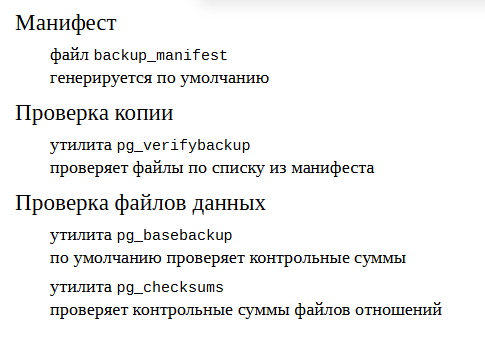 Манифест
файл backup_manifest
генерируется по умолчанию
Проверка копии
утилита pg_verifybackup
проверяет файлы по списку из манифеста
Проверка файлов данных
утилита pg_basebackup
по умолчанию проверяет контрольные суммы
утилита pg_checksums
проверяет контрольные суммы файлов отношений